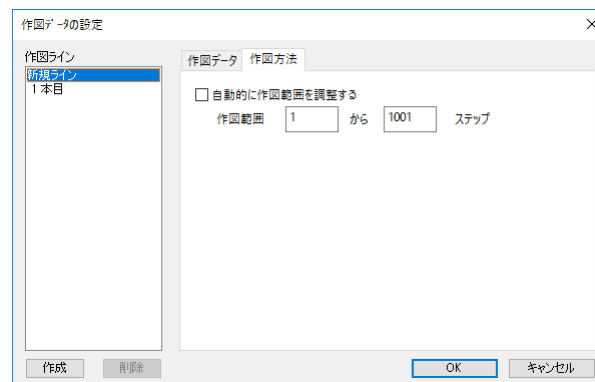 作図ﾃﾞｰﾀの設定
作図ライン
新規ライン
1本目
作図データ 作図方法
自動的に作図範囲を調整する
作図範囲 1 から 1001 ステップ
作成 削除 OK キャンセル